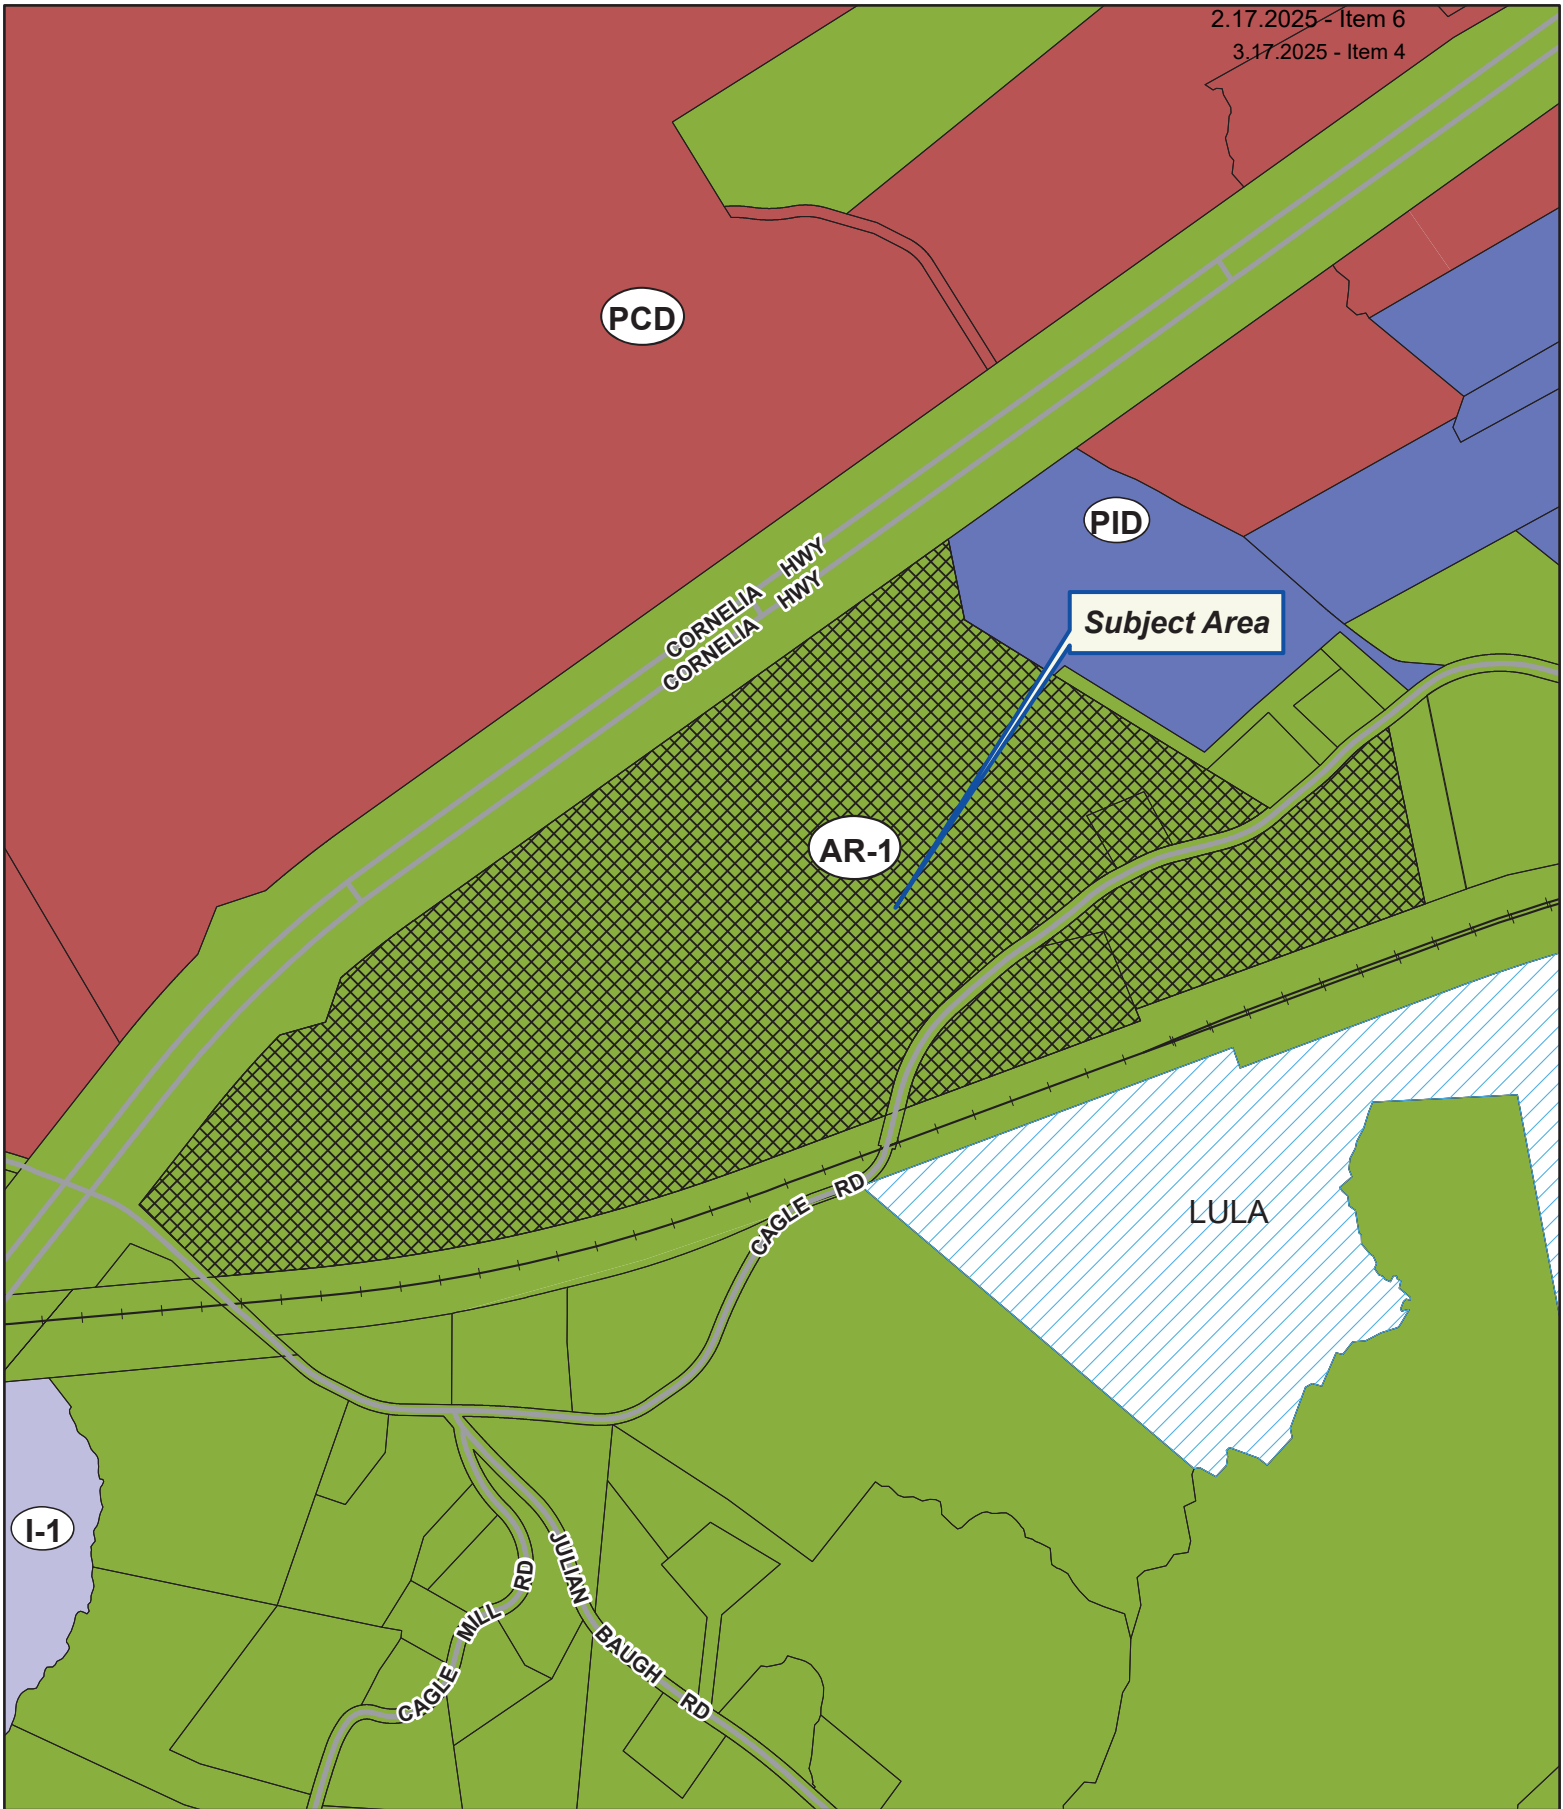 2.17.2025 - Item 6
3.17.2025 - Item 4
PCD
PID
CORNELIA HWY
CORNELIA HWY
Subject Area
AR-1
CAGLE RD
LULA
I-1
CAGLE MILL RD
JULIAN BAUGH RD